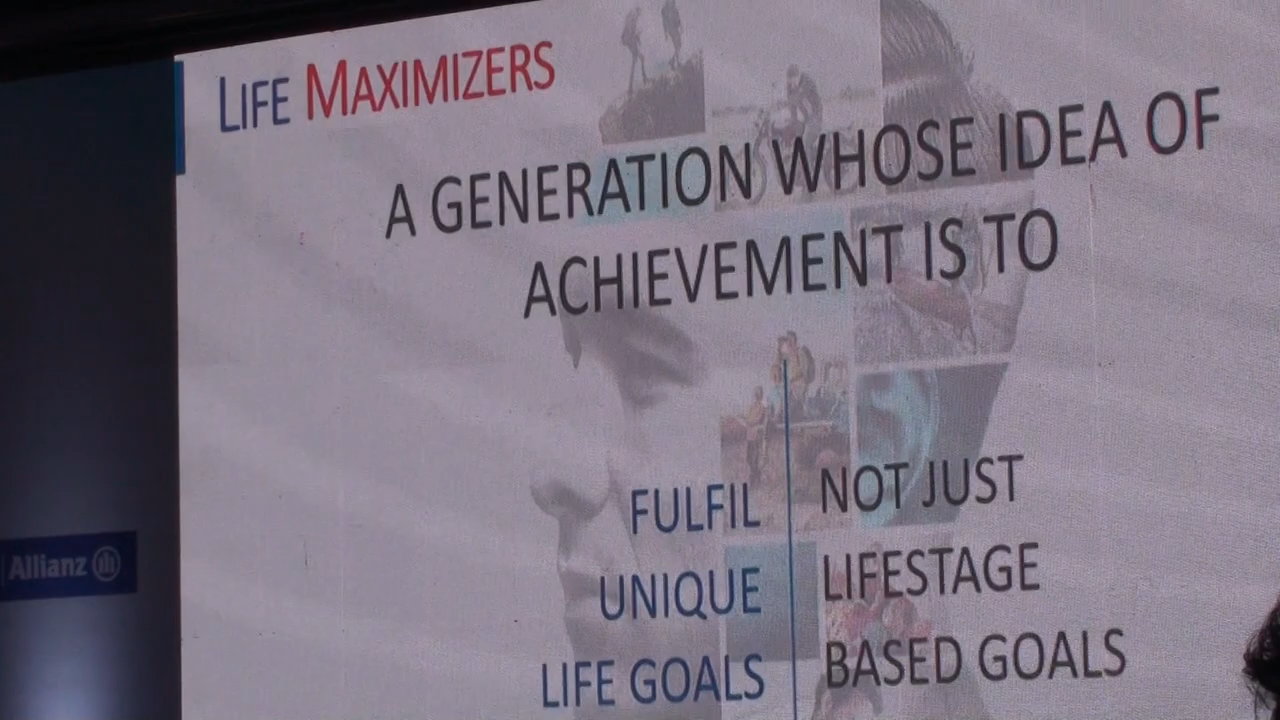 LIFE MAXIMIZERS
A GENERATION WHOSE IDEA OF
ACHIEVEMENT IS TO
FULFIL
UNIQUE
LIFE GOALS
NOT JUST
LIFESTAGE
BASED GOALS
Allianz